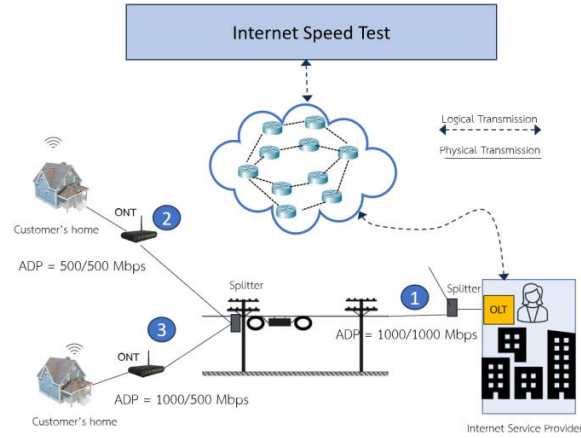 Internet Speed Test
Logical Transmission
Physical Transmission
ONT
2
Customer's home
ADP = 500/500 Mbps
Splitter
1
Splitter
OLT
3
ADP = 1000/1000 Mbps
ONT
ADP = 1000/500 Mbps
Customer's home
Internet Service Provider